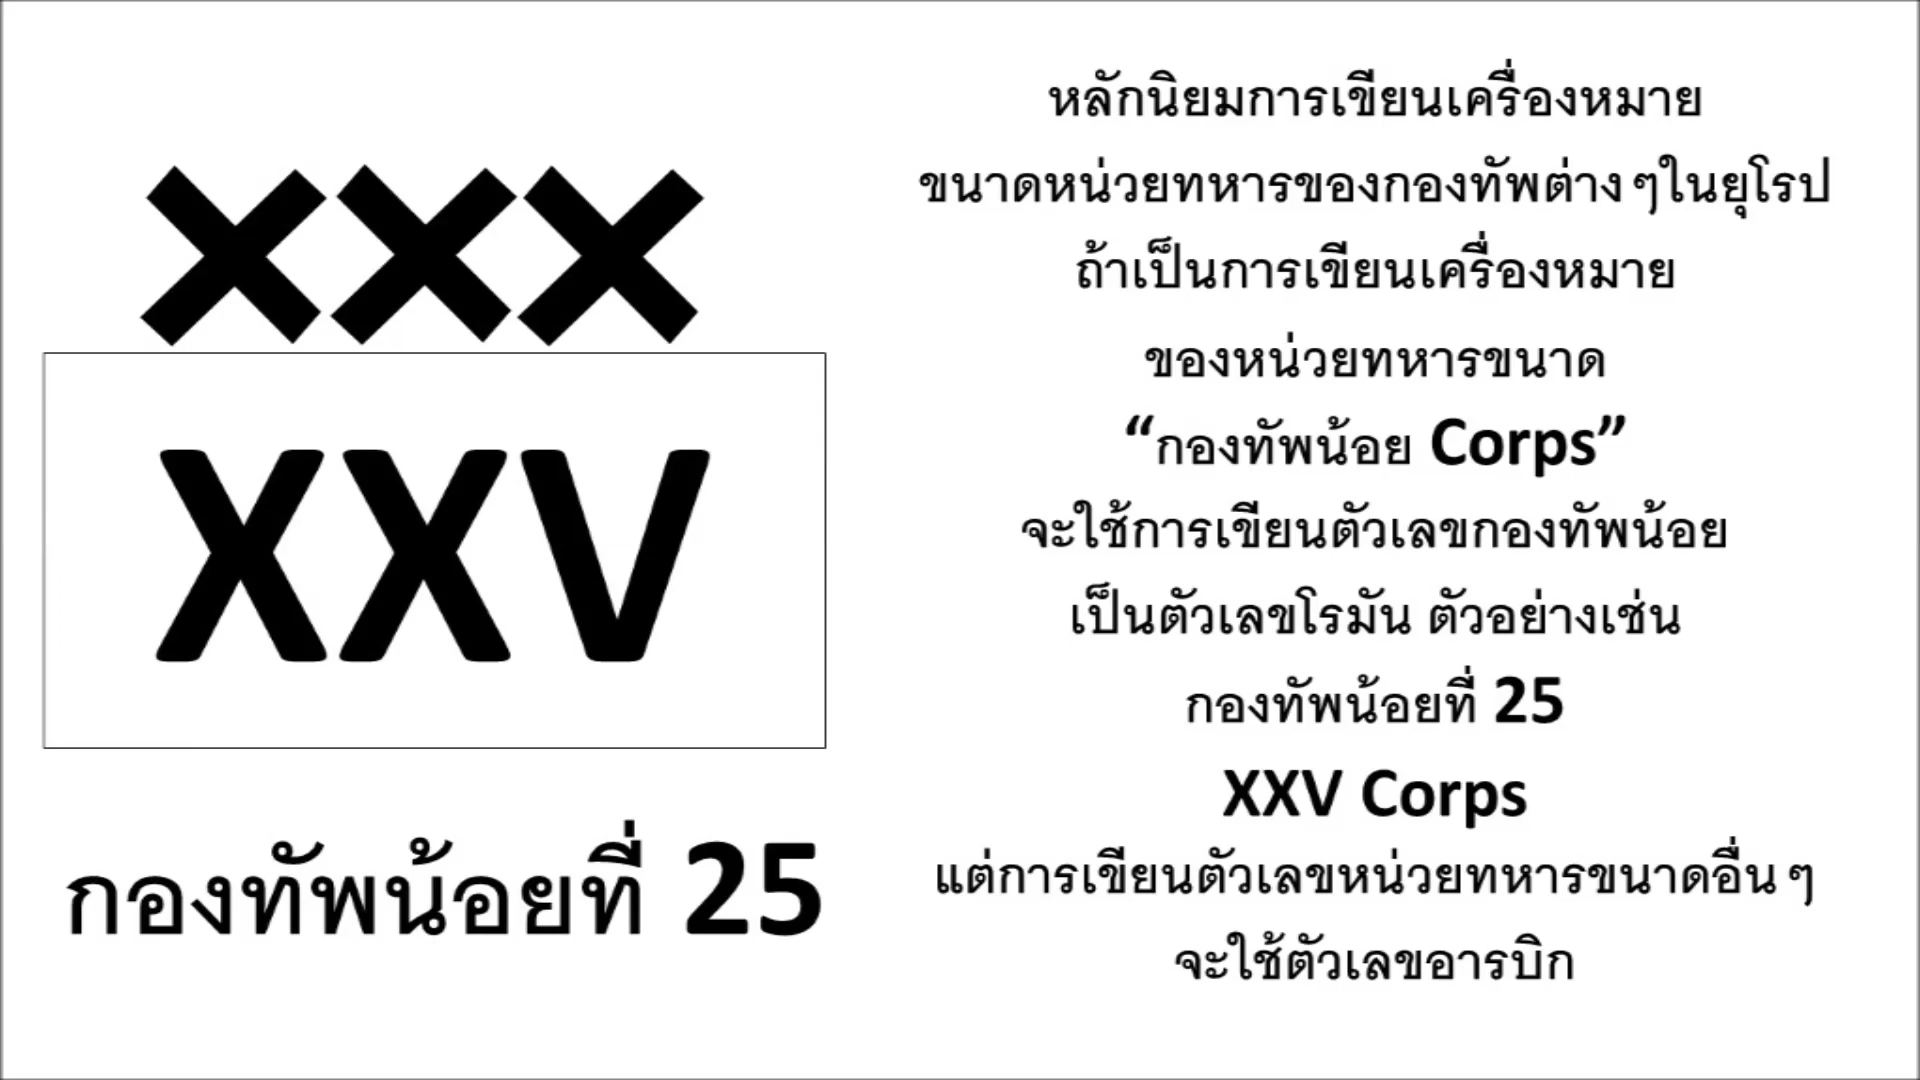 XXX
XXV
กองทัพน้อยที่ 25
หลักนิยมการเขียนเครื่องหมาย
ขนาดหน่วยทหารของกองทัพต่าง ๆในยุโรป
ถ้าเป็นการเขียนเครื่องหมาย
ของหน่วยทหารขนาด
“กองทัพน้อย Corps”
จะใช้การเขียนตัวเลขกองทัพน้อย
เป็นตัวเลขโรมัน ตัวอย่างเช่น
กองทัพน้อยที่ 25
XXV Corps
แต่การเขียนตัวเลขหน่วยทหารขนาดอื่น ๆ
จะใช้ตัวเลขอารบิก